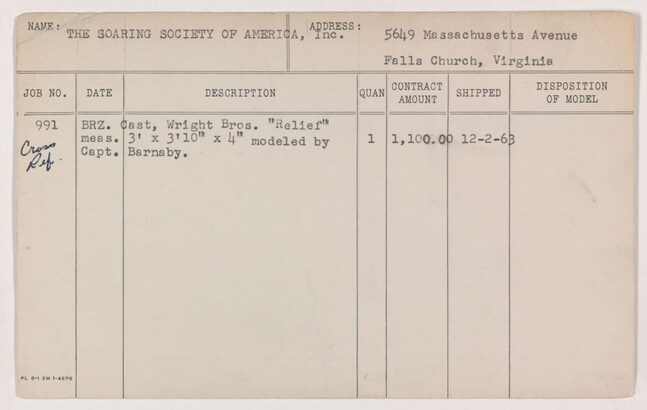 NAME: THE SOARING SOCIETY OF AMERICA, Inc. ADDRESS: 5649 Massachusetts Avenue
Falls Church, Virginia
JOB NO. DATE DESCRIPTION QUAN CONTRACT AMOUNT SHIPPED DISPOSITION OF MODEL
991 BRZ. Cast, Wright Bros. "Relief"
meas. 3' x 3'10" x 4" modeled by 1 1,100.00 12-2-63
Capt. Barnaby.
Cross
Ref.